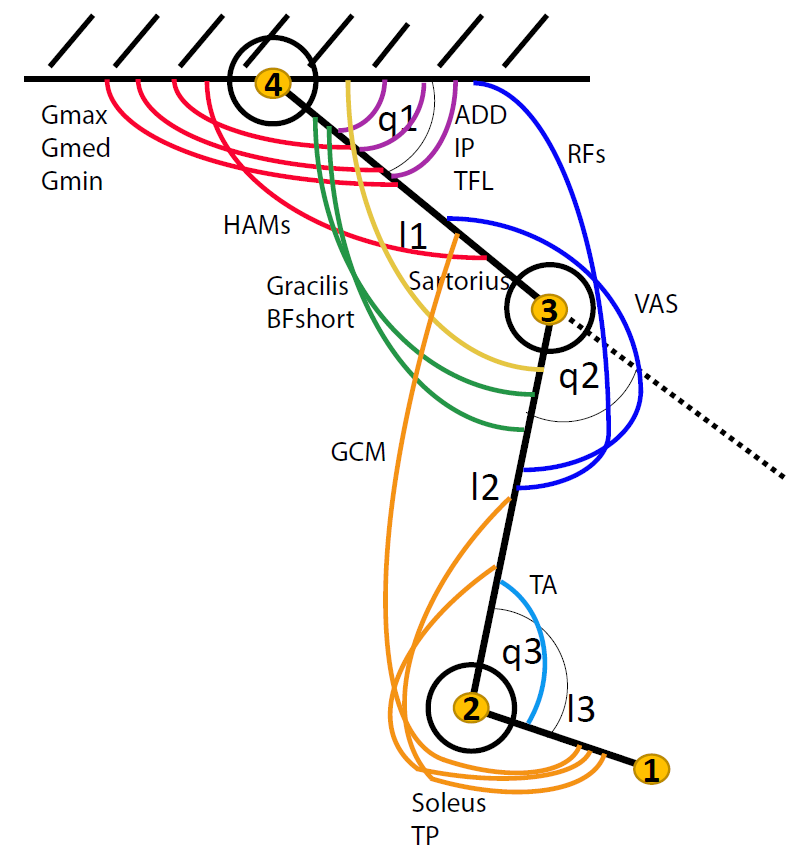 4
Gmax
Gmed
Gmin
q1
ADD
IP
TFL
RFs
HAMs
l1
Gracilis
BFshort
Sartorius
3
VAS
q2
GCM
l2
TA
q3
2
l3
1
Soleus
TP